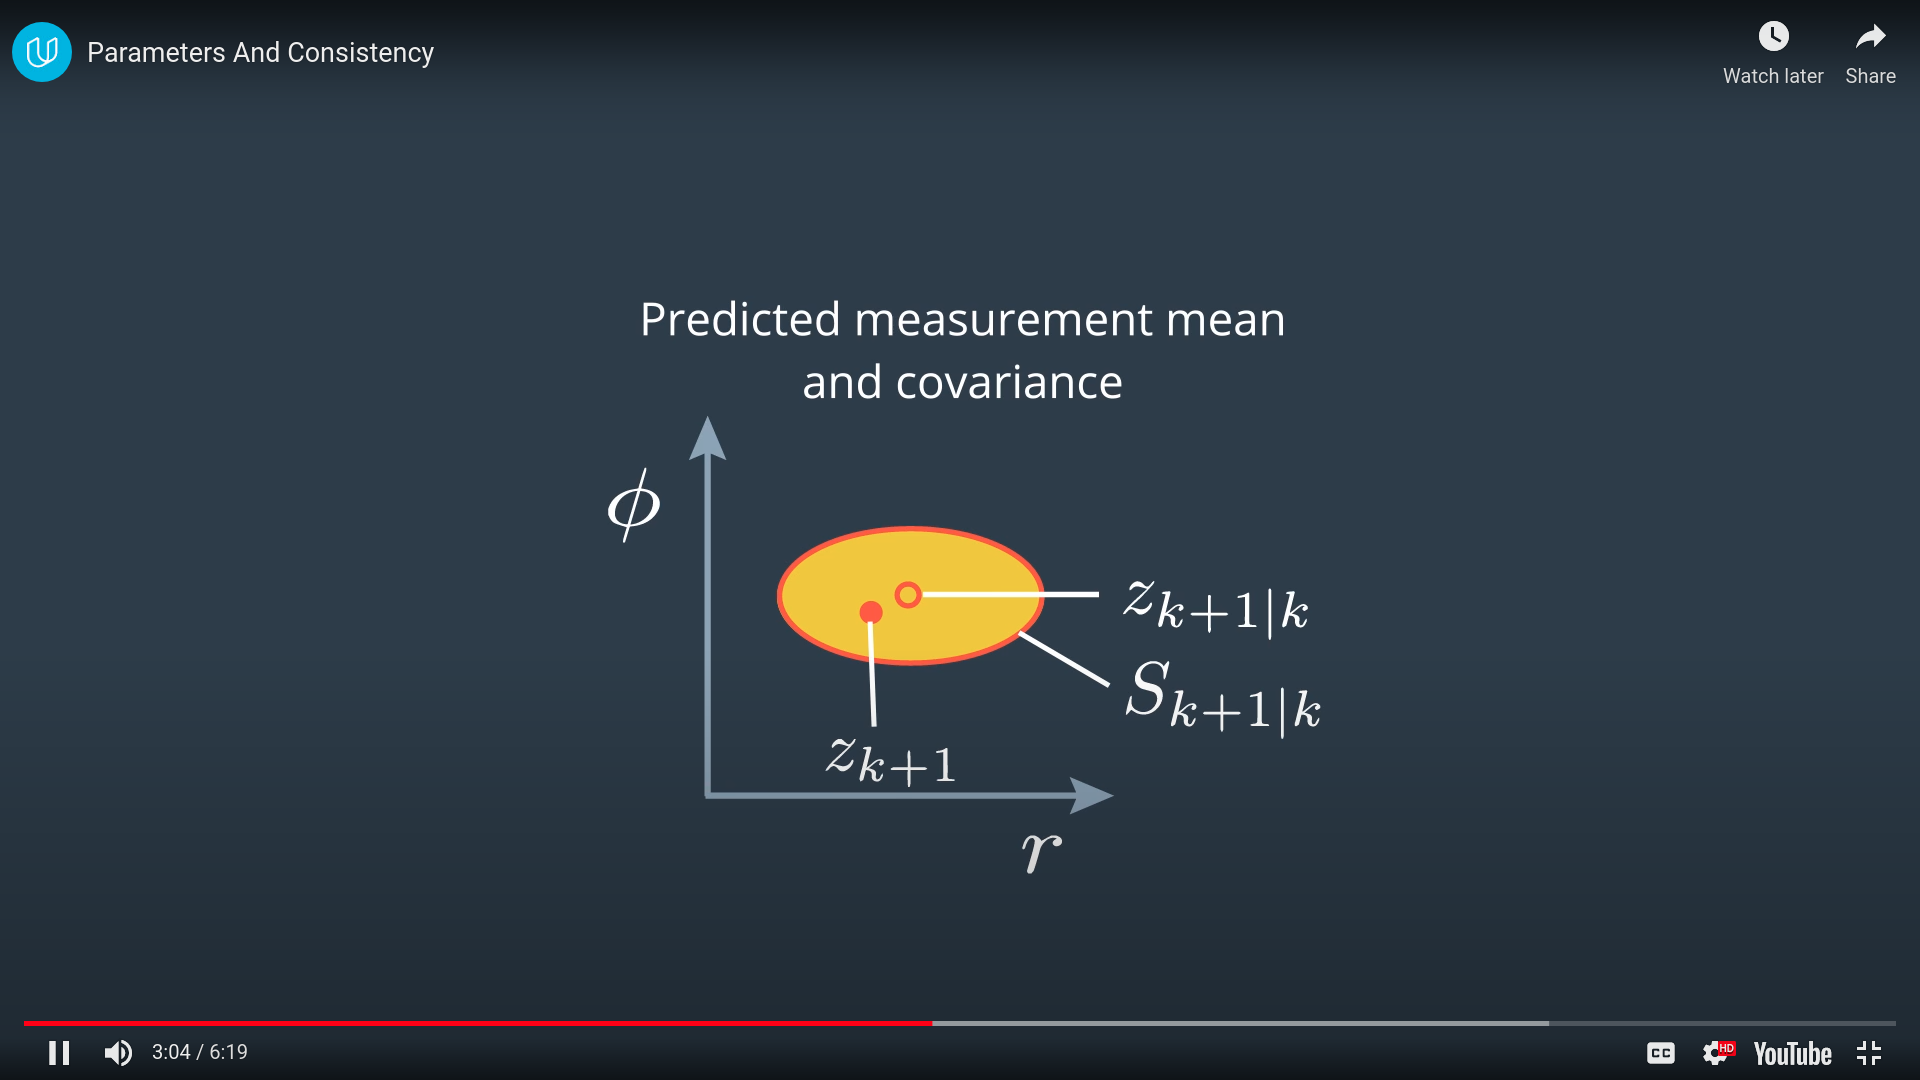 Parameters And Consistency
Watch later
Share
Predicted measurement mean
and covariance
ϕ
z_{k+1|k}
S_{k+1|k}
z_{k+1}
r
3:04 / 6:19
CC
HD
YouTube